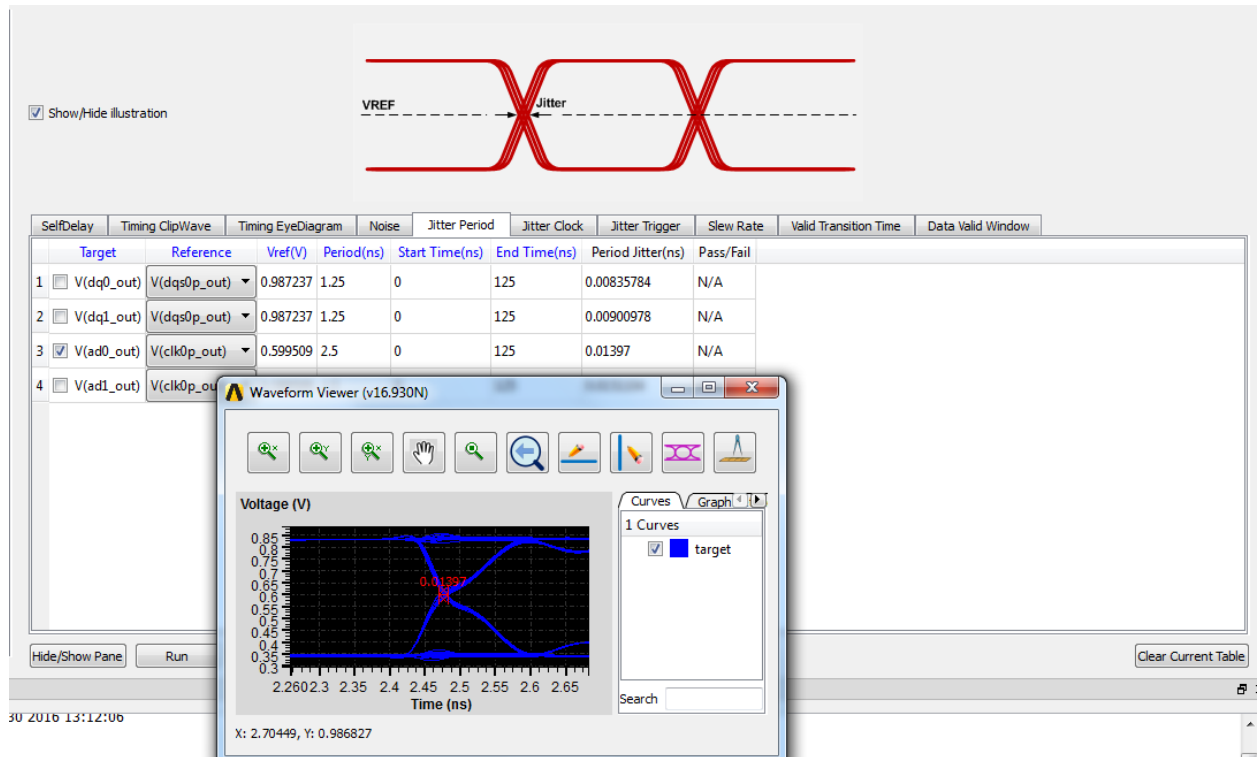 VREF
Jitter
Show/Hide illustration
SelfDelay Timing ClipWave Timing EyeDiagram Noise Jitter Period Jitter Clock Jitter Trigger Slew Rate Valid Transition Time Data Valid Window
Target Reference Vref(V) Period(ns) Start Time(ns) End Time(ns) Period Jitter(ns) Pass/Fail
1 V(dq0_out) V(dqs0p_out) 0.987237 1.25 0 125 0.00835784 N/A
2 V(dq1_out) V(dqs0p_out) 0.987237 1.25 0 125 0.00900978 N/A
3 V(ad0_out) V(clk0p_out) 0.599509 2.5 0 125 0.01397 N/A
4 V(ad1_out) V(clk0p_ou
Waveform Viewer (v16.930N)
Voltage (V)
Curves Graph
1 Curves
target
0.85
0.8
0.75
0.7
0.65
0.6
0.55
0.5
0.45
0.4
0.35
0.3
0.01397
2.260 2.3 2.35 2.4 2.45 2.5 2.55 2.6 2.65
Time (ns)
Search
X: 2.70449, Y: 0.986827
Hide/Show Pane Run Clear Current Table
30 2016 13:12:06